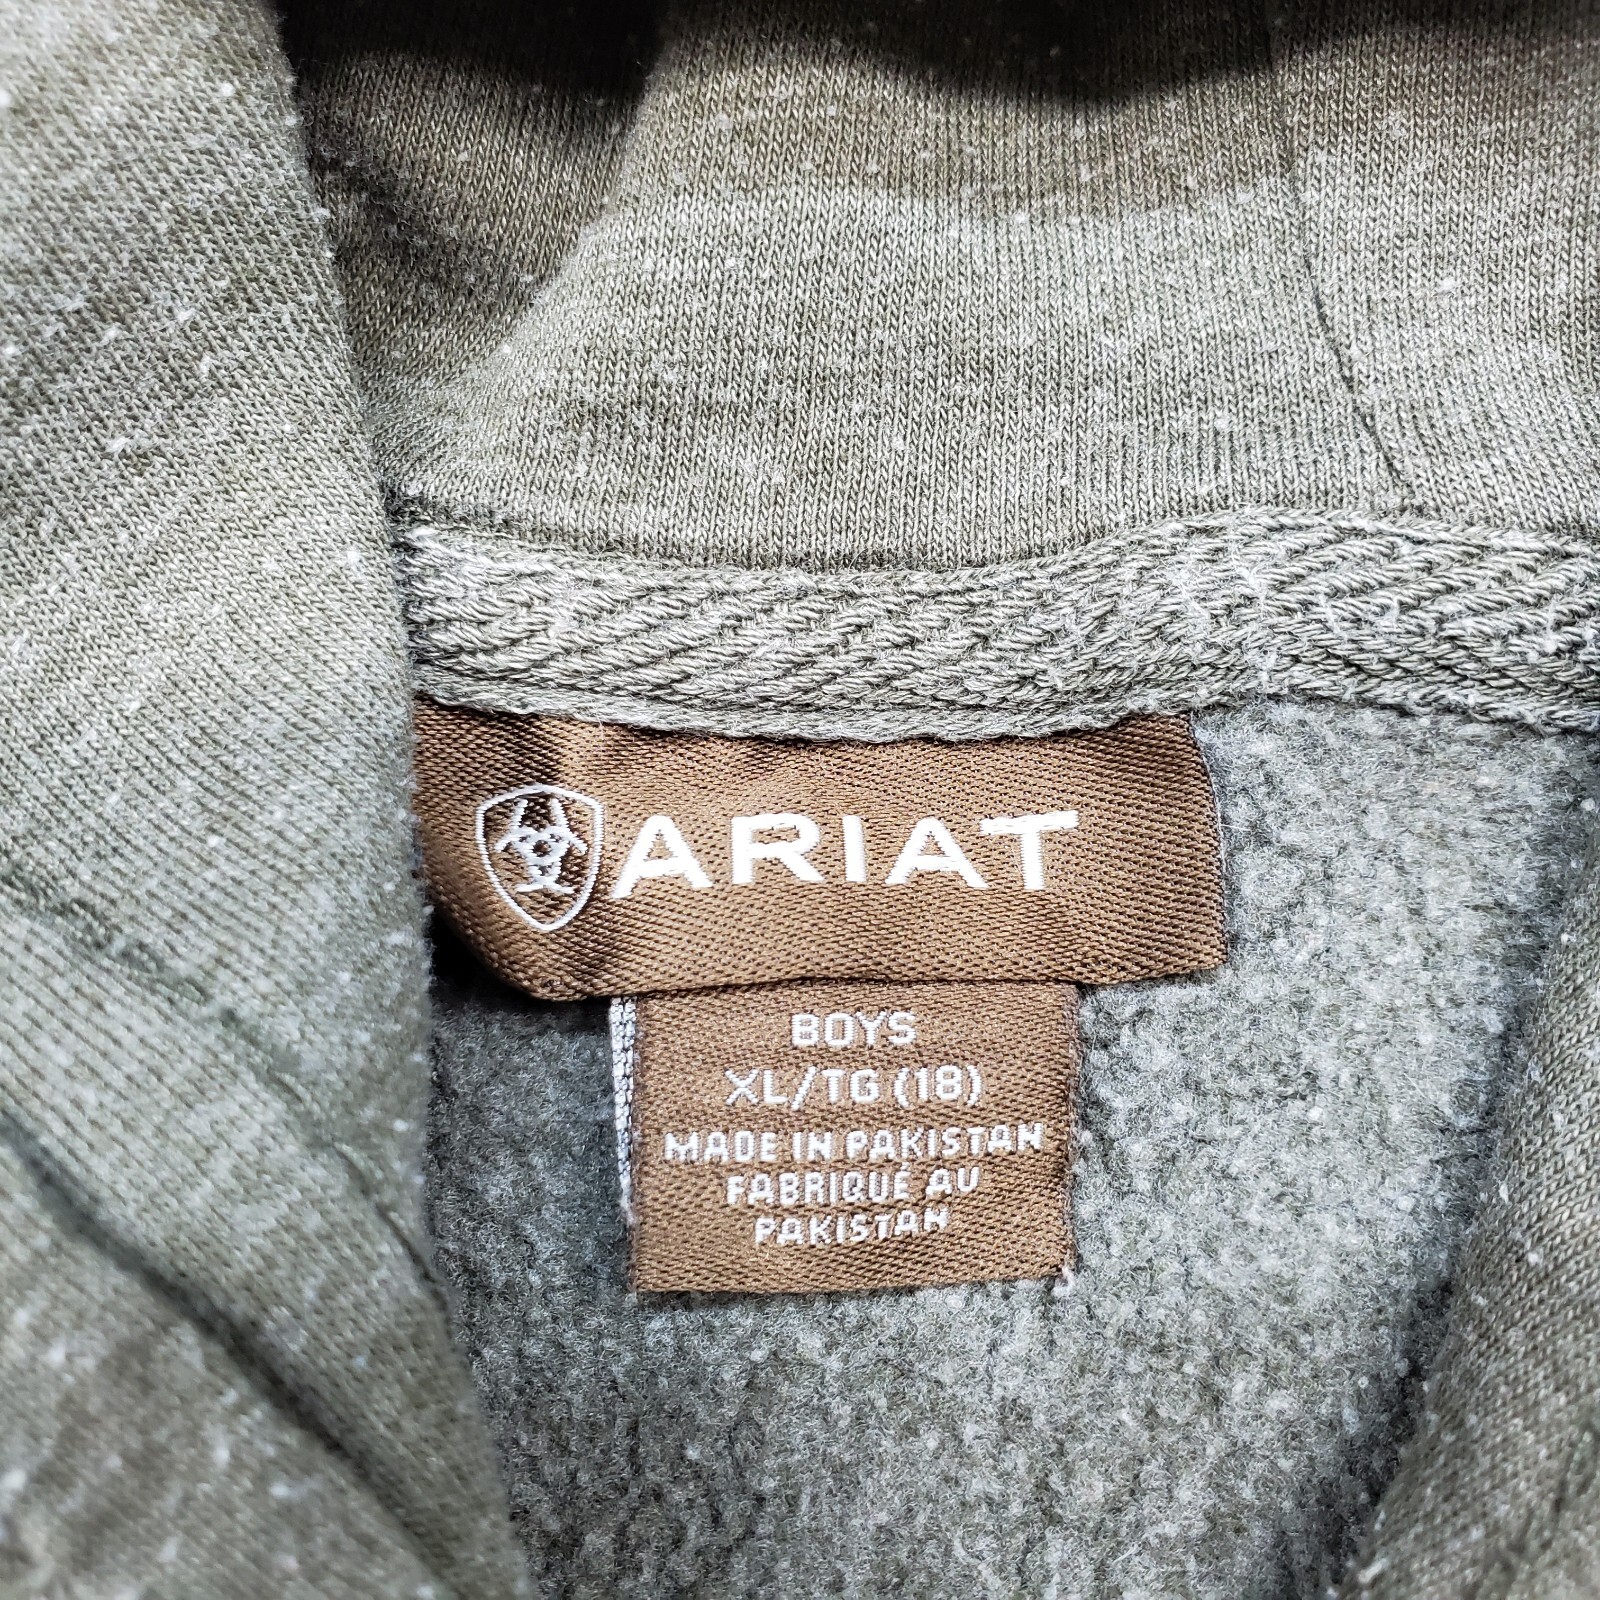 ARIAT
BOYS
XL/TG (18)
MADE IN PAKISTAN
FABRIQUÉ AU
PAKISTAN